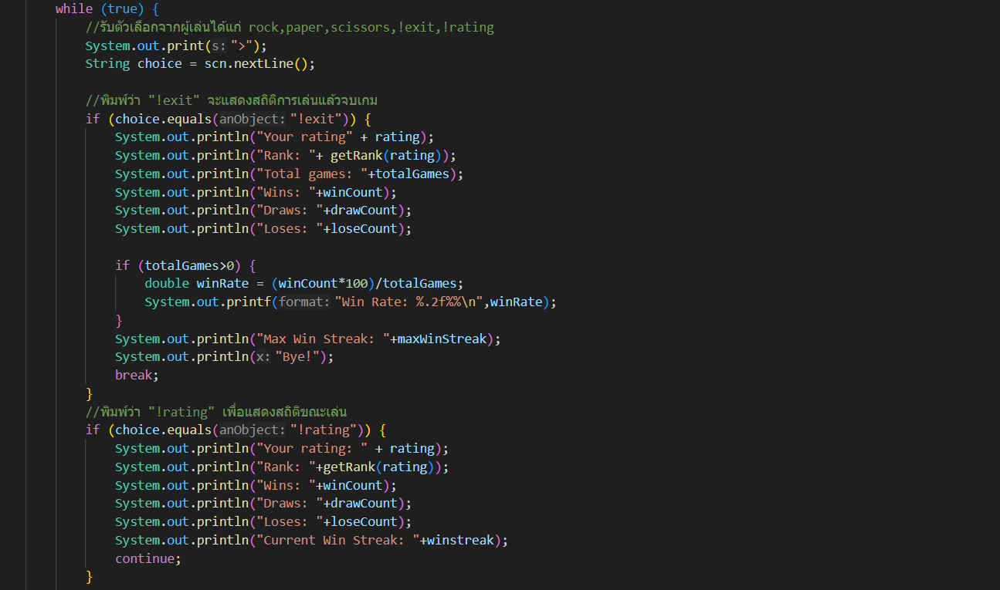 while (true) {
//รับตัวเลือกจากผู้เล่นได้แก่ rock,paper,scissors,!exit,!rating
System.out.print(s: ">");
String choice = scn.nextLine();
//พิมพ์ว่า "!exit" จะแสดงสถิติการเล่นแล้วจบเกม
if (choice.equals(anObject: "!exit")) {
System.out.println("Your rating" + rating);
System.out.println("Rank: "+ getRank(rating));
System.out.println("Total games: "+totalGames);
System.out.println("Wins: "+winCount);
System.out.println("Draws: "+drawCount);
System.out.println("Loses: "+loseCount);
if (totalGames>0) {
double winRate = (winCount*100)/totalGames;
System.out.printf(format: "Win Rate: %.2f%%\n",winRate);
}
System.out.println("Max Win Streak: "+maxWinStreak);
System.out.println(x: "Bye!");
break;
}
//พิมพ์ว่า "!rating" เพื่อแสดงสถิติขณะเล่น
if (choice.equals(anObject: "!rating")) {
System.out.println("Your rating: " + rating);
System.out.println("Rank: "+getRank(rating));
System.out.println("Wins: "+winCount);
System.out.println("Draws: "+drawCount);
System.out.println("Loses: "+loseCount);
System.out.println("Current Win Streak: "+winstreak);
continue;
}